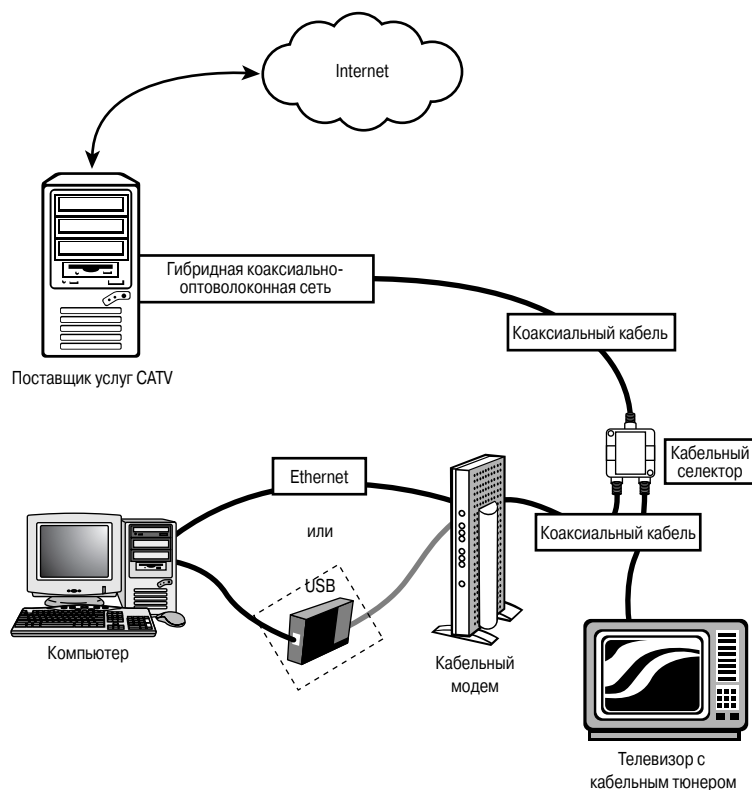 Internet
Гибридная коаксиально-
оптоволоконная сеть
Коаксиальный кабель
Поставщик услуг CATV
Кабельный
селектор
Ethernet
Коаксиальный кабель
или
USB
Компьютер
Кабельный
модем
Телевизор с
кабельным тюнером